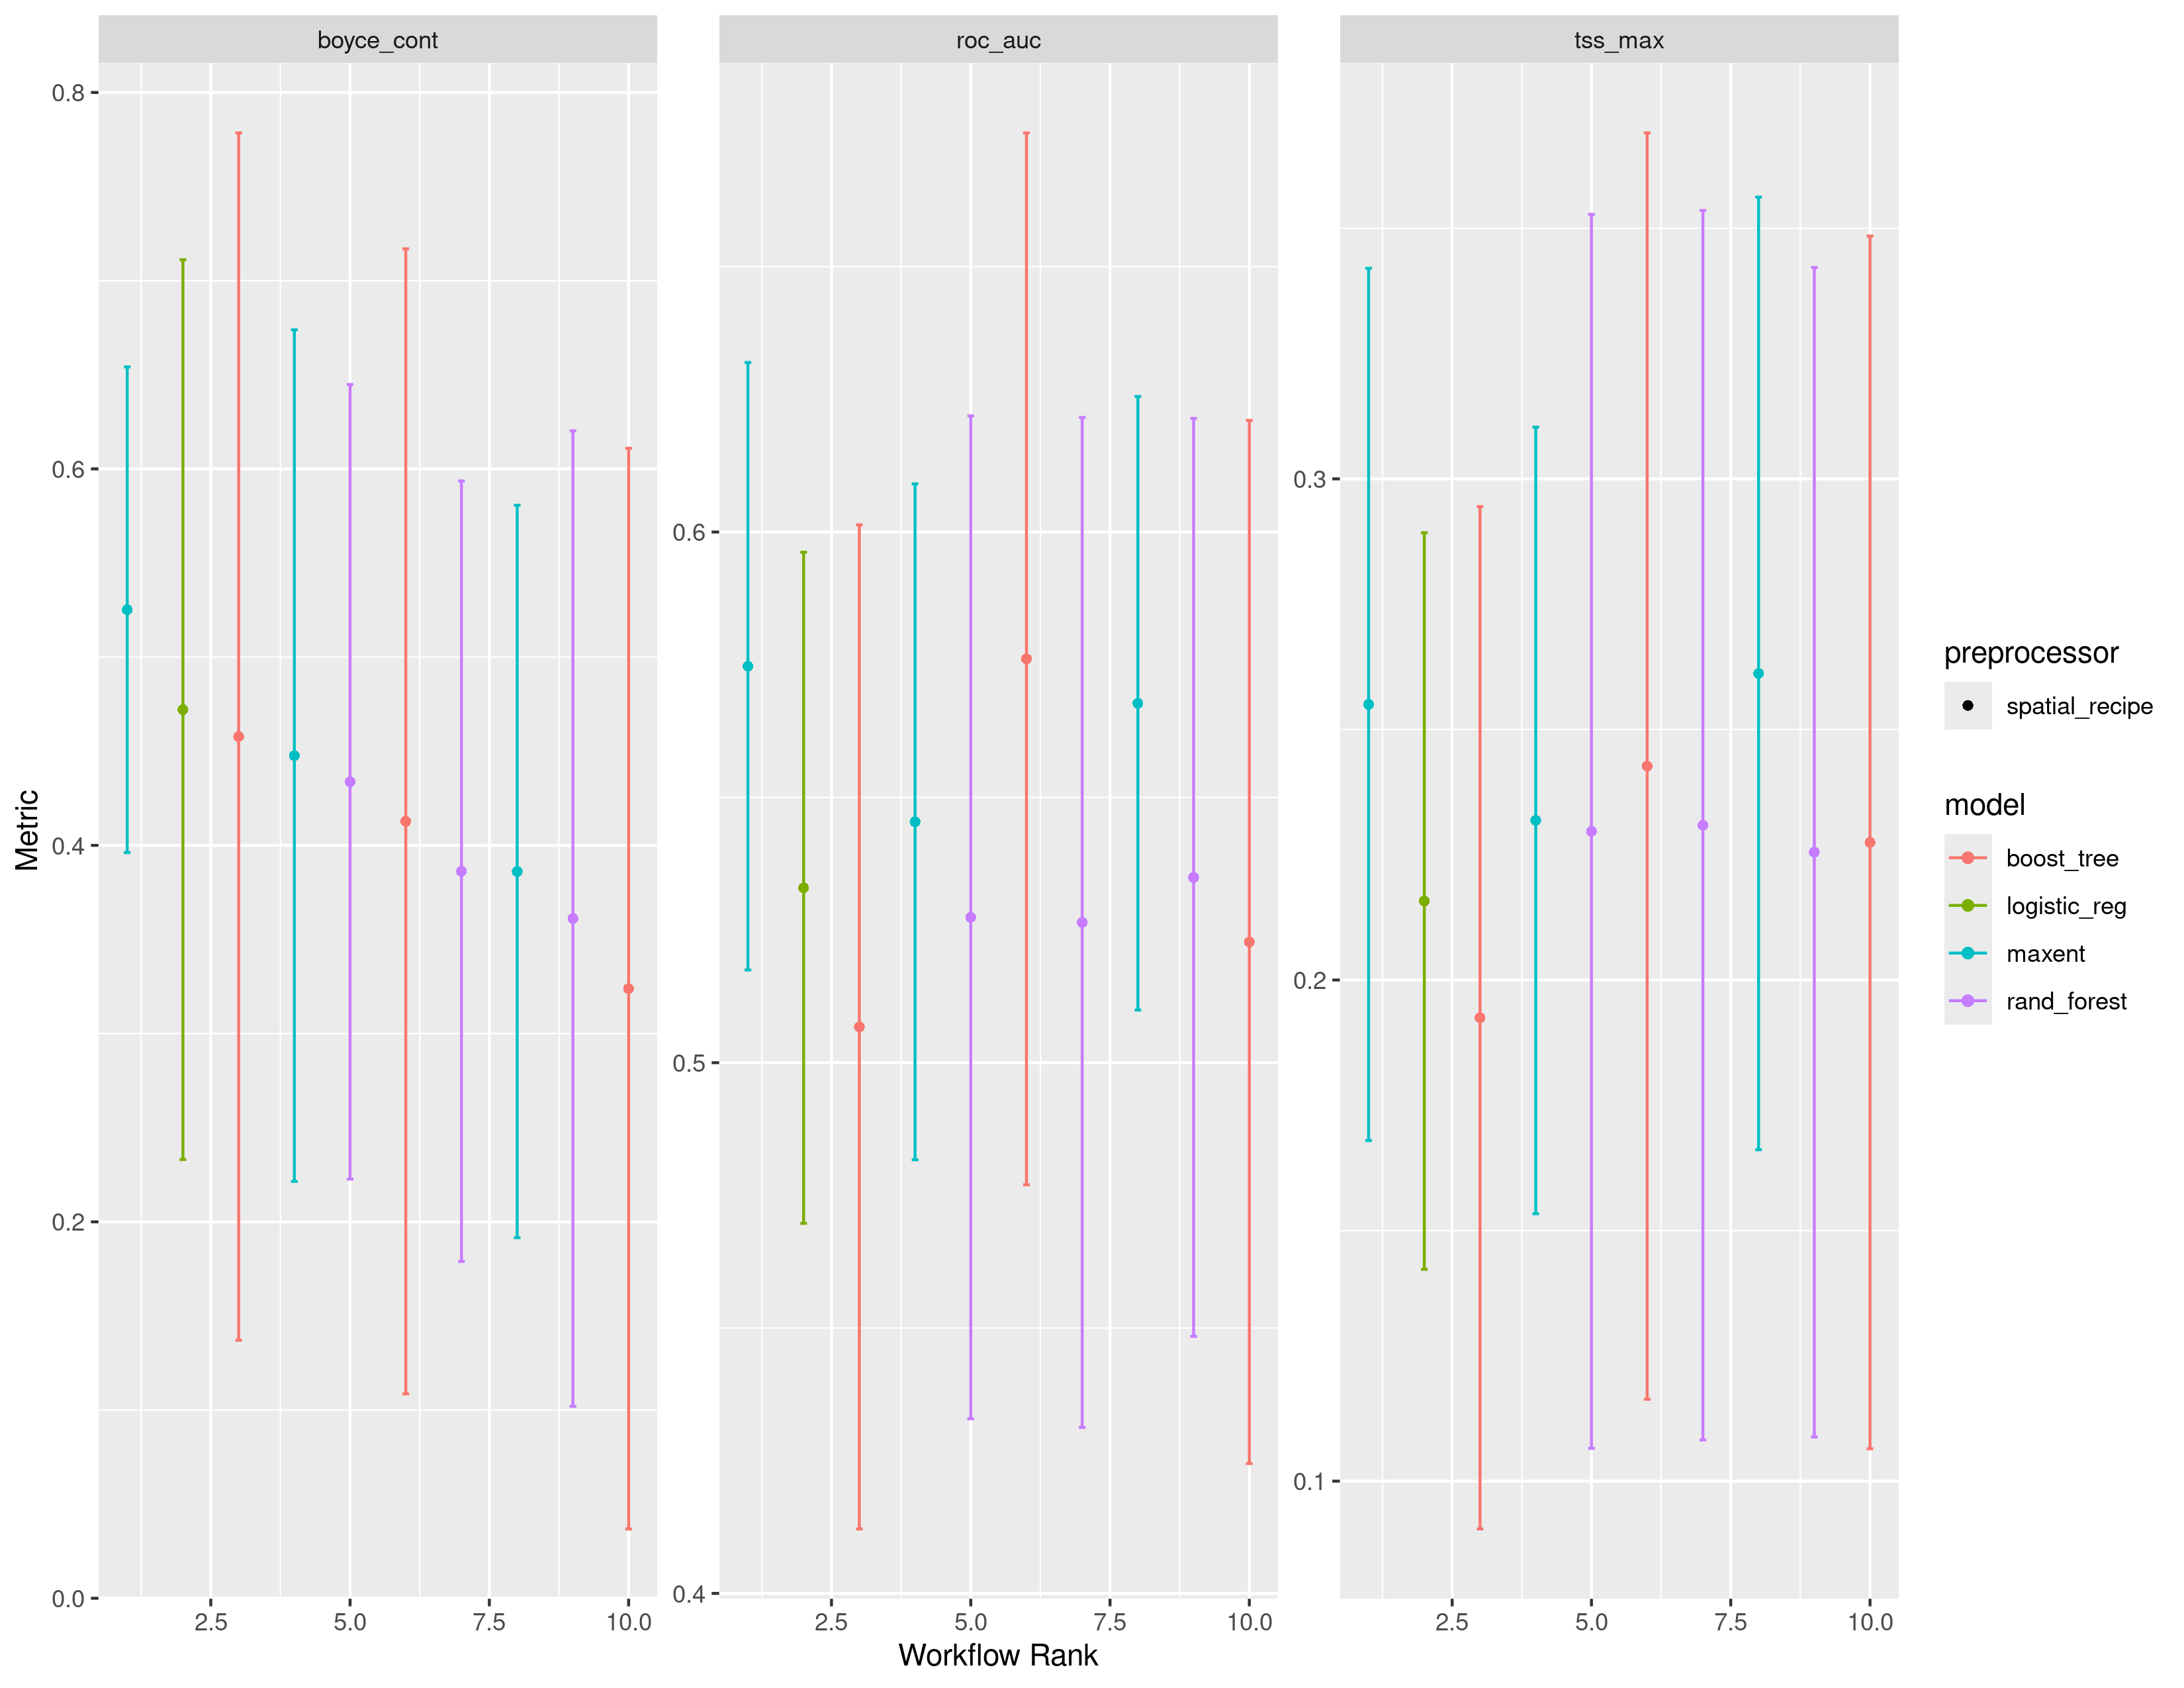 boyce_cont
roc_auc
tss_max
0.8
0.6
0.4
0.2
0.0
0.6
0.5
0.4
0.3
0.2
0.1
2.5 5.0 7.5 10.0
2.5 5.0 7.5 10.0
2.5 5.0 7.5 10.0
Metric
Workflow Rank
preprocessor
spatial_recipe
model
boost_tree
logistic_reg
maxent
rand_forest